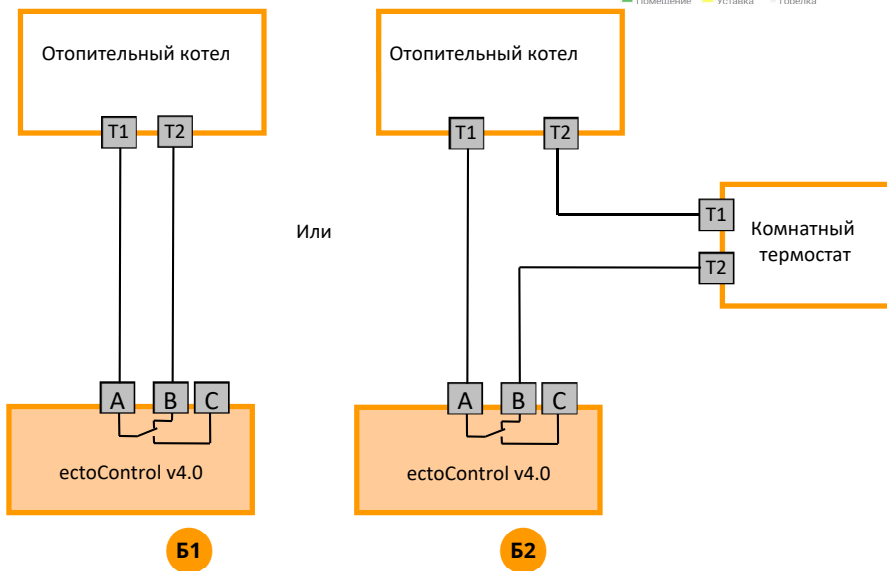 Помещение Уставка Горелка
Отопительный котел
T1 T2
A B C
ectoControl v4.0
Б1
Или
Отопительный котел
T1 T2
T1
Комнатный
термостат
T2
A B C
ectoControl v4.0
Б2